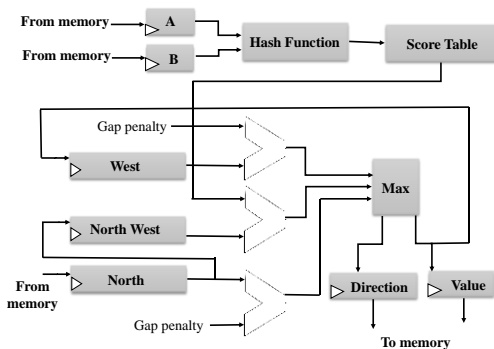 From memory
A
Hash Function
Score Table
From memory
B
Gap penalty
West
Max
North West
From
memory
North
Direction
Value
Gap penalty
To memory